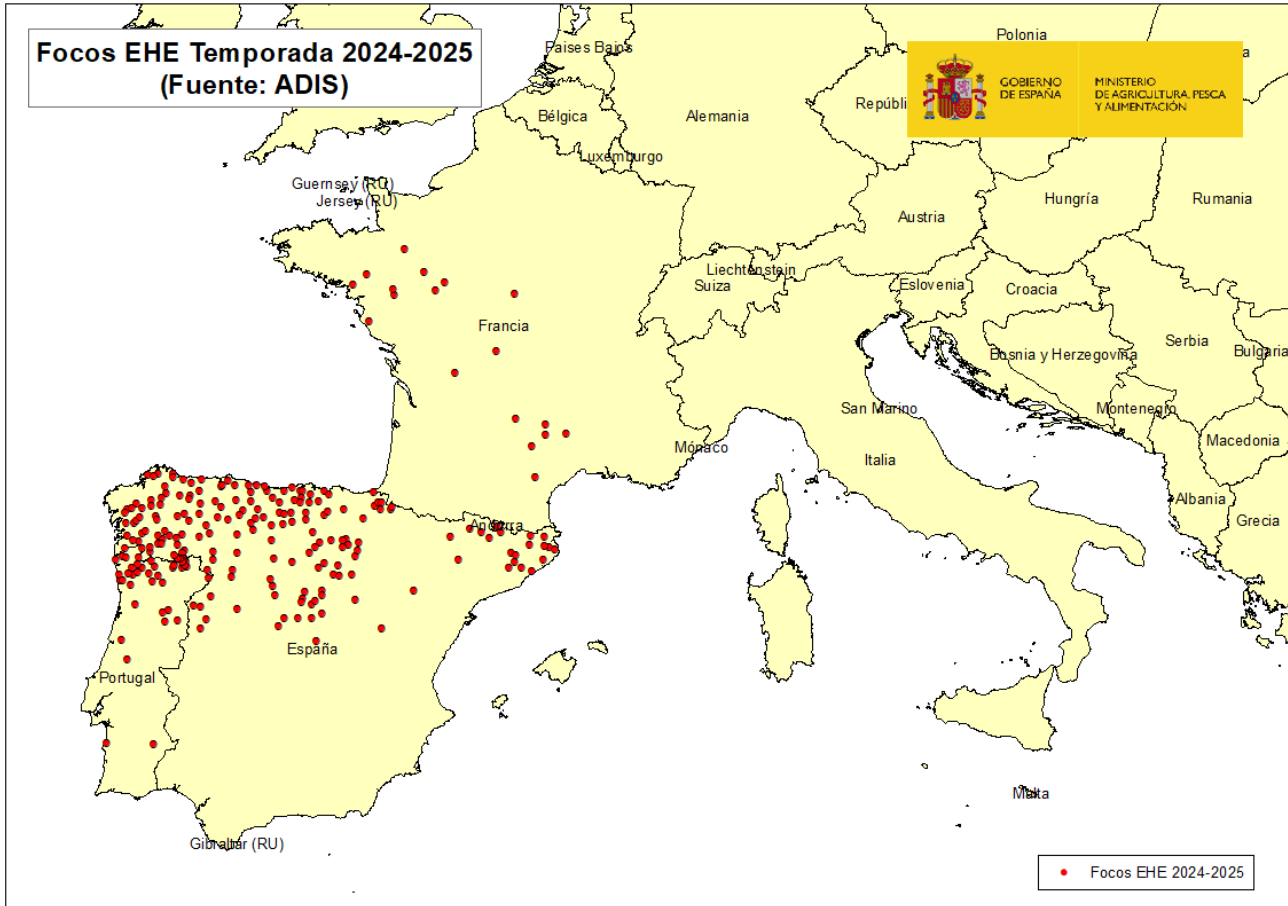 Focos EHE Temporada 2024-2025
(Fuente: ADIS)
Paises Bajos
Polonia
GOBIERNO
DE ESPAÑA
MINISTERIO
DE AGRICULTURA, PESCA
Y ALIMENTACIÓN
Bélgica
Alemania
Luxemburgo
Guernsey (RU)
Jersey (RU)
Austria
Hungría
Rumania
Liechtenstein
Suiza
Eslovenia
Croacia
Francia
Bosnia y Herzegovina
Serbia
Bulgaria
San Marino
Montenegro
Mónaco
Italia
Macedonia
Albania
Andorra
Grecia
España
Portugal
Malta
Gibraltar (RU)
Focos EHE 2024-2025